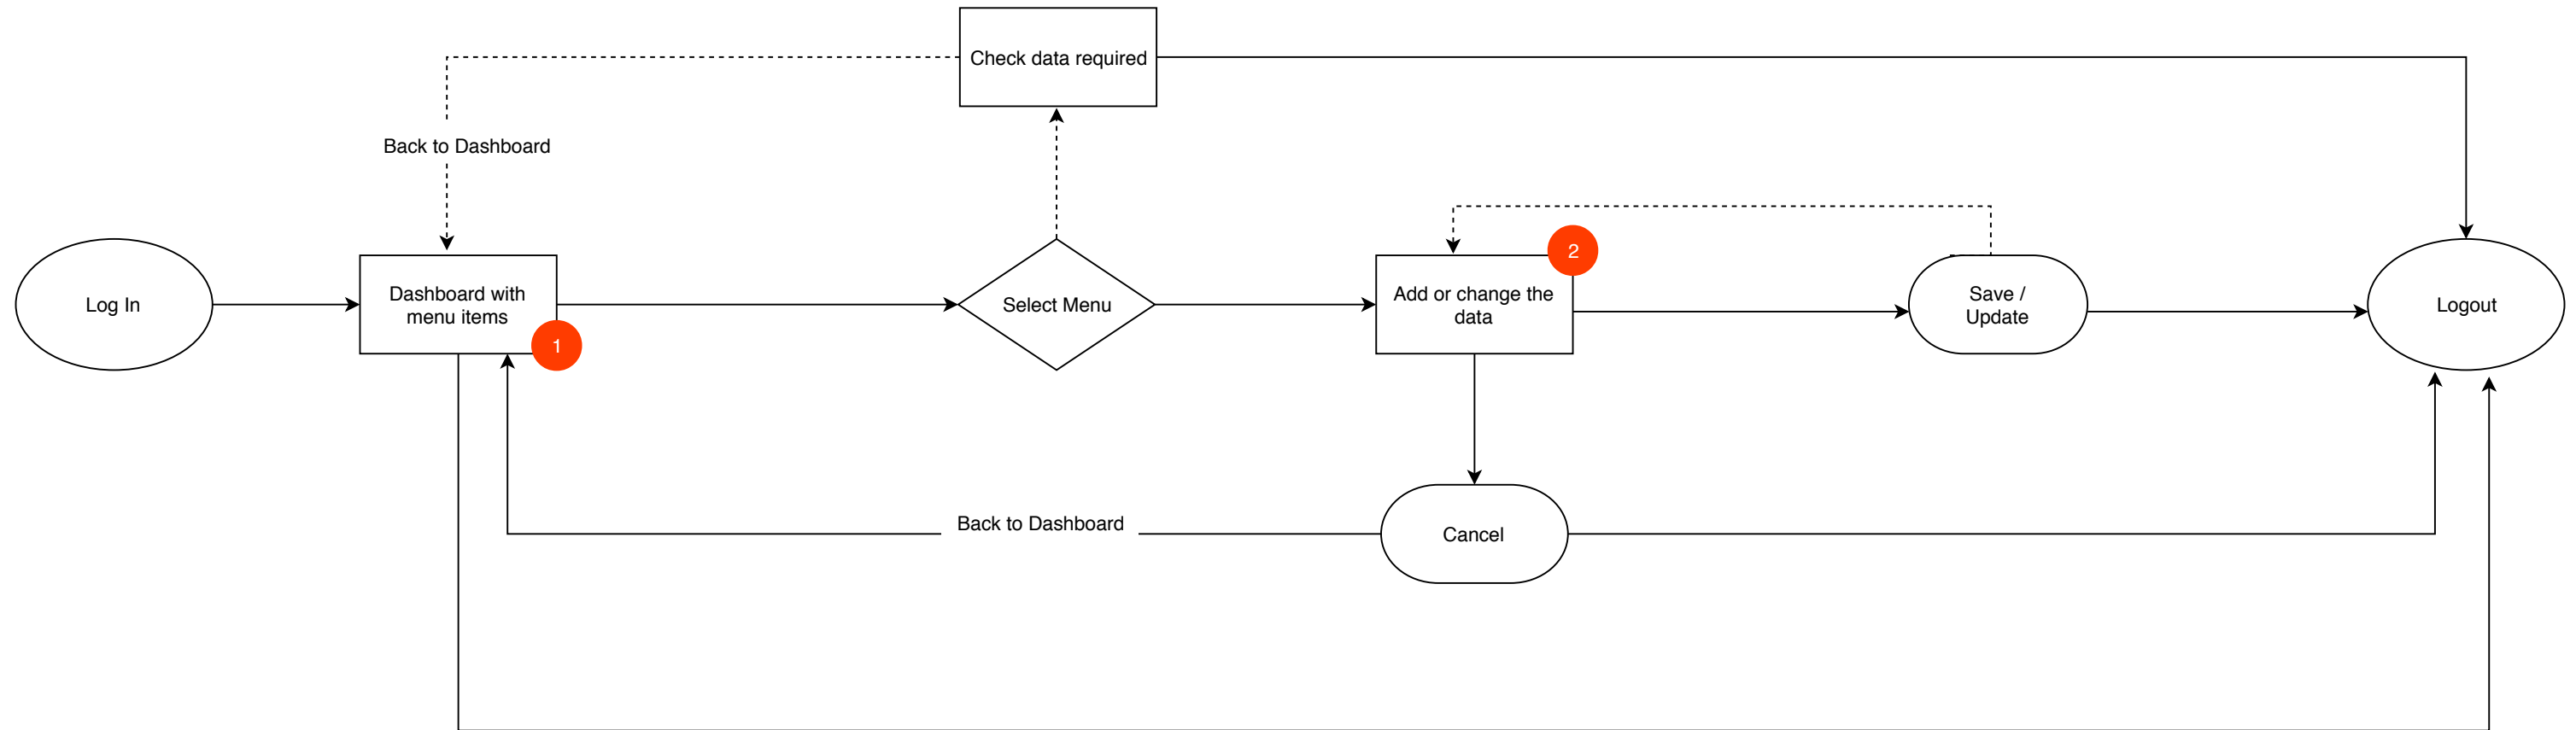 Check data required
Back to Dashboard
2
Log In
Dashboard with
menu items
1
Select Menu
Add or change the
data
Save /
Update
Logout
Back to Dashboard
Cancel